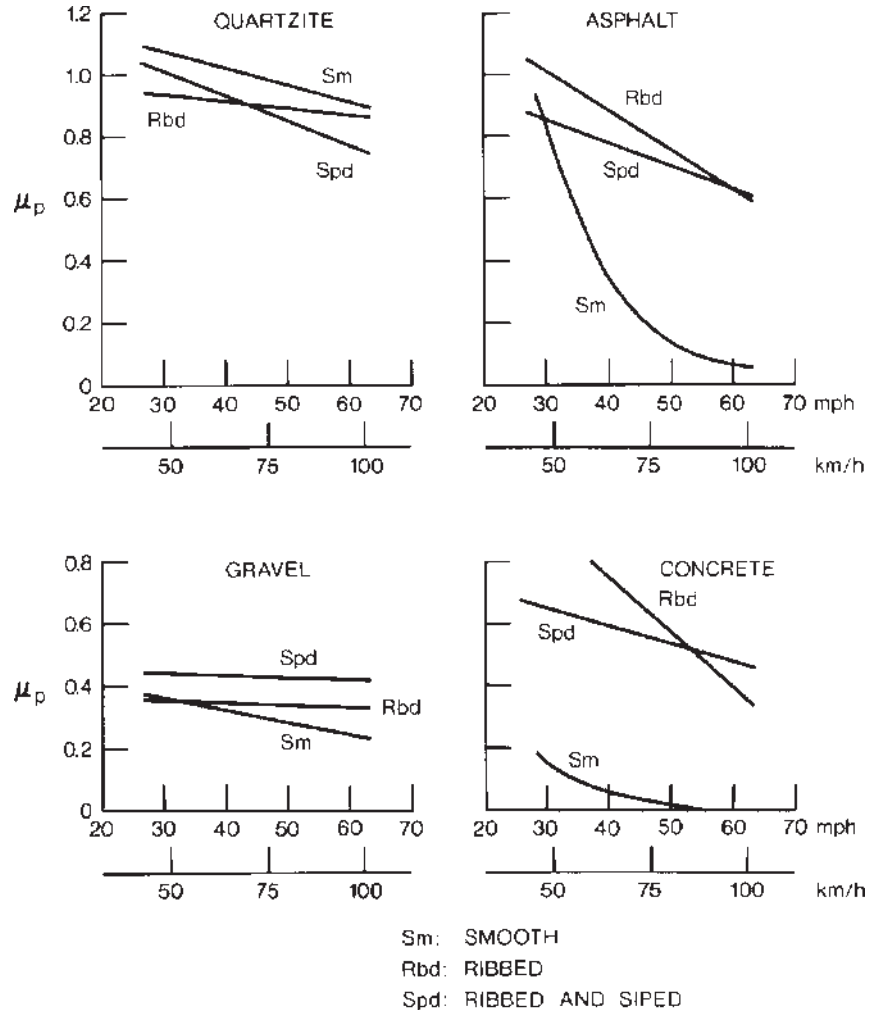 QUARTZITE
ASPHALT
1.2
1.0
0.8
0.6
0.4
0.2
0
μp
Sm
Rbd
Spd
Rbd
Spd
Sm
20 30 40 50 60 70
20 30 40 50 60 70 mph
50 75 100
50 75 100 km/h
GRAVEL
CONCRETE
0.8
0.6
0.4
0.2
0
μp
Spd
Rbd
Sm
Rbd
Spd
Sm
20 30 40 50 60 70
20 30 40 50 60 70 mph
50 75 100
50 75 100 km/h
Sm: SMOOTH
Rbd: RIBBED
Spd: RIBBED AND SIPED